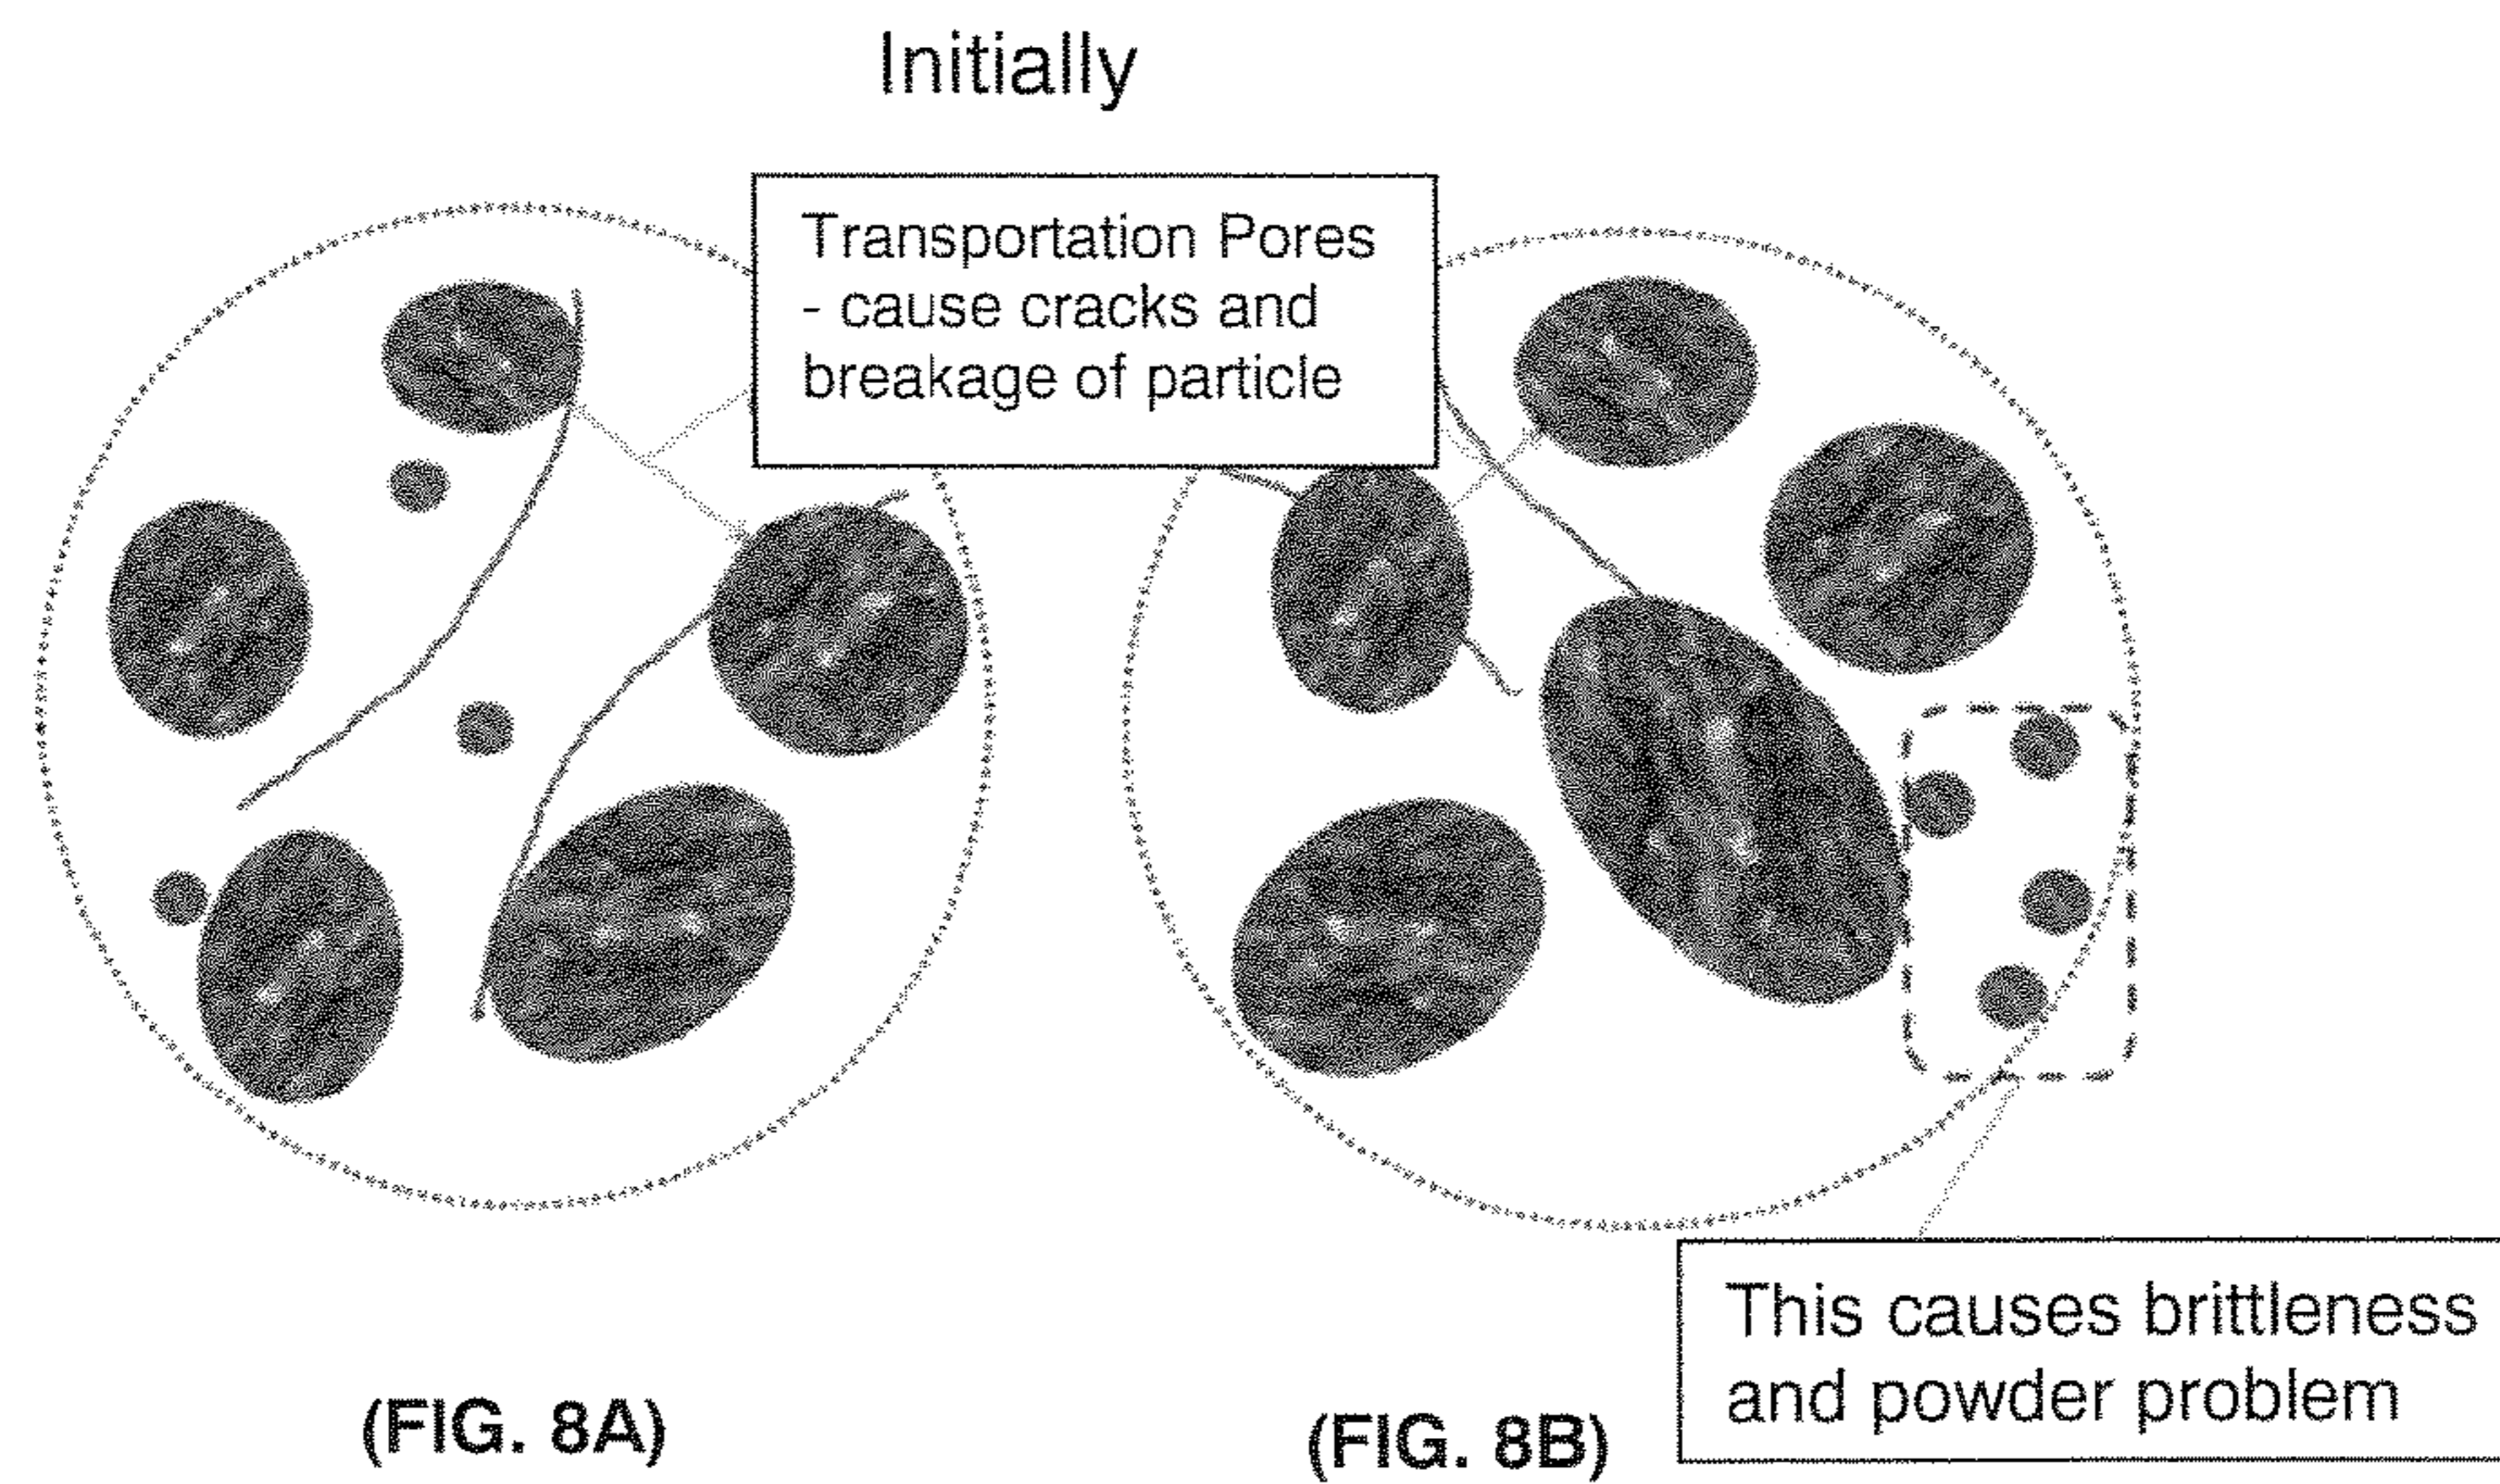 Initially
Transportation Pores
- cause cracks and
breakage of particle
This causes brittleness
and powder problem
(FIG. 8A)
(FIG. 8B)